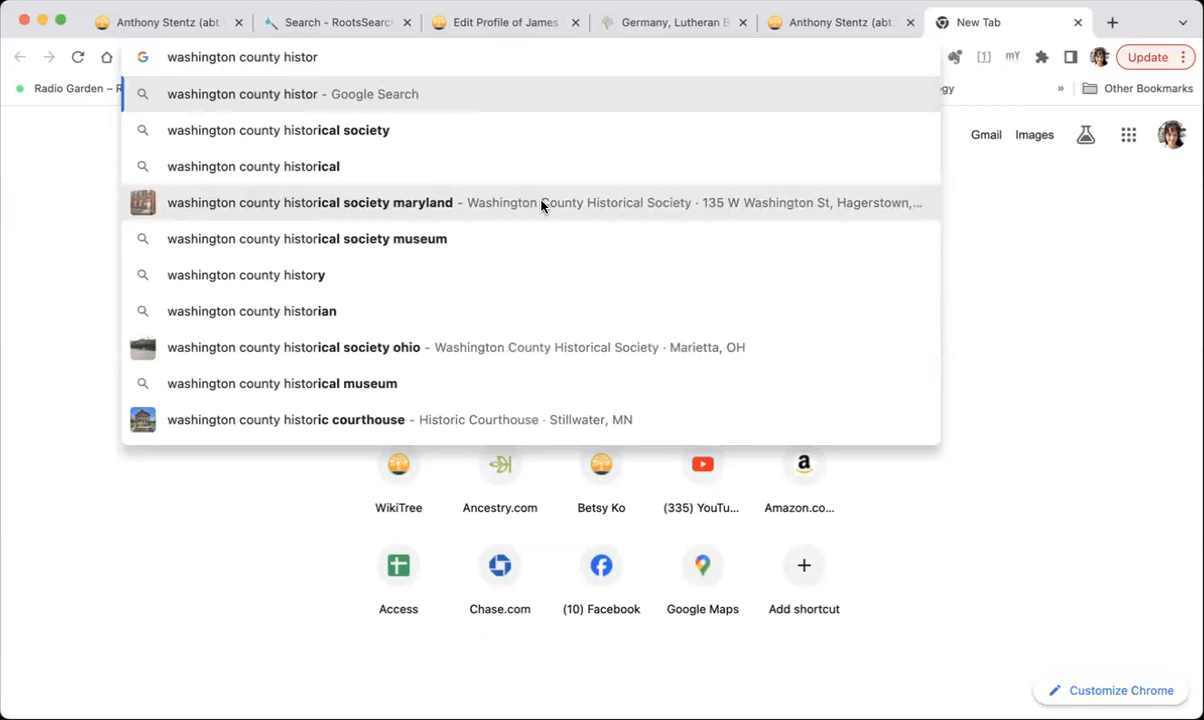 Anthony Stentz (abt.
Search – RootsSearc
Edit Profile of James
Germany, Lutheran B
Anthony Stentz (abt.
New Tab
washington county histor
[1]
mY
Update
Radio Garden – R
gy
»
Other Bookmarks
washington county histor - Google Search
washington county historical society
washington county historical
washington county historical society maryland - Washington County Historical Society · 135 W Washington St, Hagerstown,...
washington county historical society museum
washington county history
washington county historian
washington county historical society ohio - Washington County Historical Society · Marietta, OH
washington county historical museum
washington county historic courthouse - Historic Courthouse · Stillwater, MN
Gmail
Images
WikiTree
Ancestry.com
Betsy Ko
(335) YouTu...
Amazon.co...
Access
Chase.com
(10) Facebook
Google Maps
Add shortcut
Customize Chrome